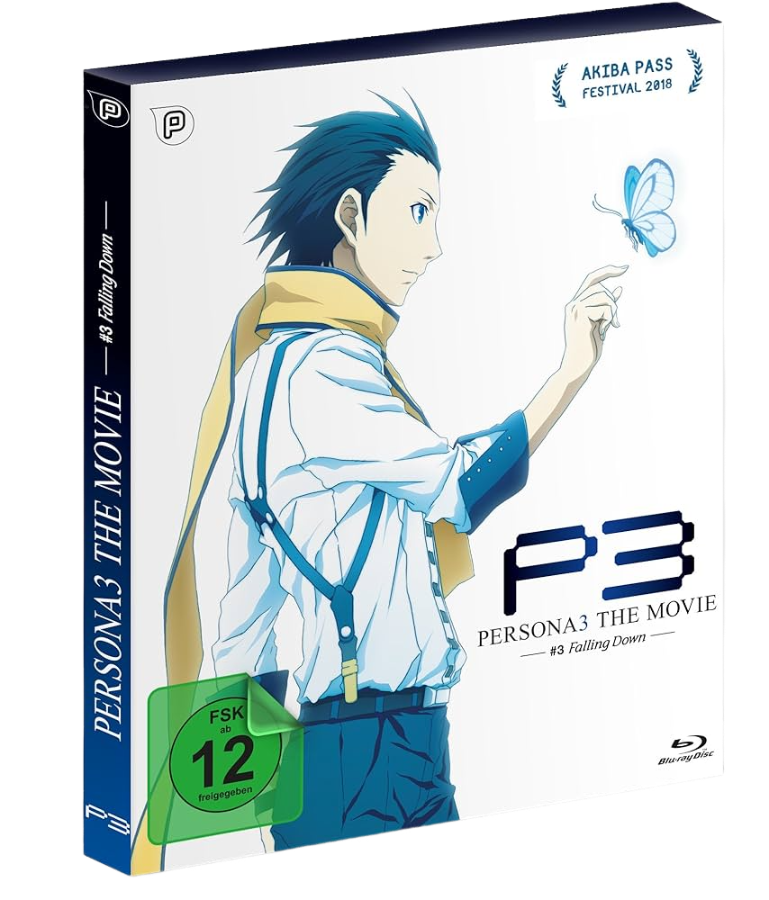 AKIBA PASS
FESTIVAL 2018
P
P
PERSONA3 THE MOVIE — #3 Falling Down —
P3
P3
PERSONA3 THE MOVIE
— #3 Falling Down —
FSK
ab
12
freigegeben
Blu-ray Disc